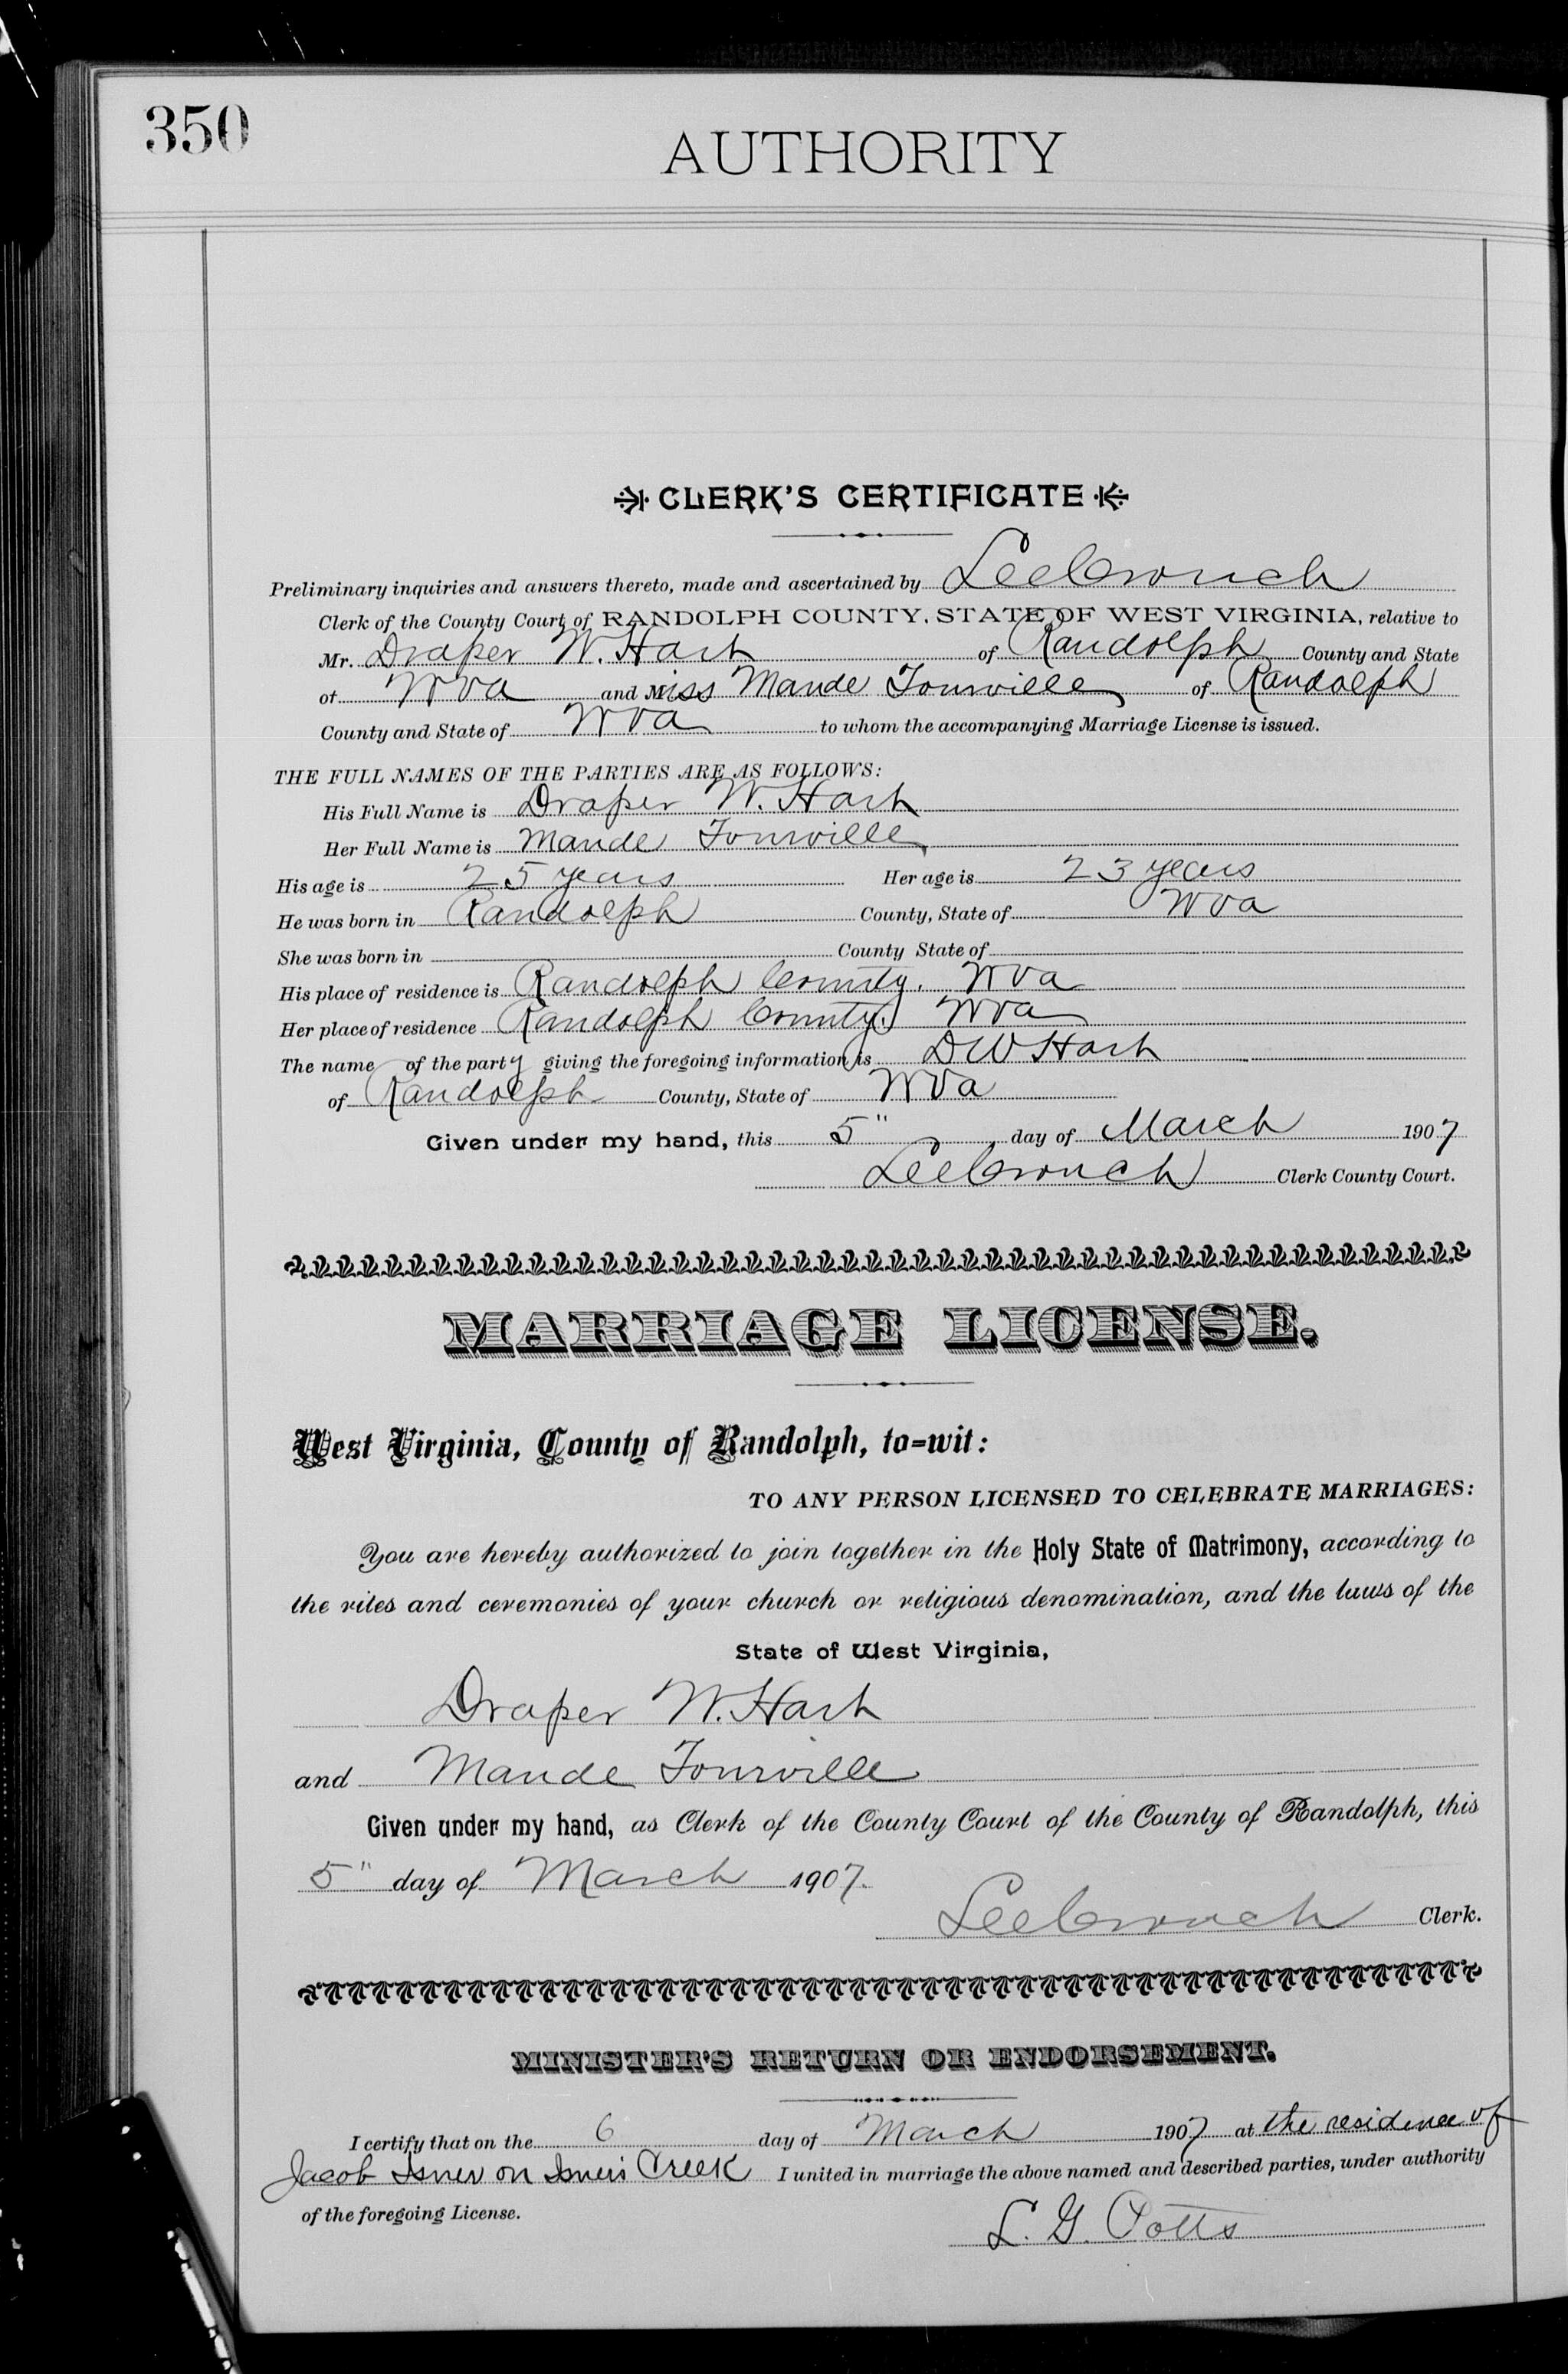 350
AUTHORITY
CLERK'S CERTIFICATE
Preliminary inquiries and answers thereto, made and ascertained by Lee Crouch
Clerk of the County Court of RANDOLPH COUNTY, STATE OF WEST VIRGINIA, relative to
Mr. Draper W. Hart of Randolph County and State
of W Va and Miss Maude Tourville of Randolph
County and State of W Va to whom the accompanying Marriage License is issued.
THE FULL NAMES OF THE PARTIES ARE AS FOLLOWS:
His Full Name is Draper W. Hart
Her Full Name is Maude Tourville
His age is 25 years Her age is 23 years
He was born in Randolph County, State of W Va
She was born in County State of
His place of residence is Randolph County. W Va
Her place of residence Randolph County. W Va
The name of the party giving the foregoing information is D W Hart
of Randolph County, State of W Va
Given under my hand, this 5" day of March 1907
Lee Crouch Clerk County Court.
MARRIAGE LICENSE.
West Virginia, County of Randolph, to=wit:
TO ANY PERSON LICENSED TO CELEBRATE MARRIAGES:
You are hereby authorized to join together in the Holy State of Matrimony, according to
the rites and ceremonies of your church or religious denomination, and the laws of the
State of West Virginia,
Draper W. Hart
and Maude Tourville
Given under my hand, as Clerk of the County Court of the County of Randolph, this
5" day of March 1907.
Lee Crouch Clerk.
MINISTER'S RETURN OR ENDORSEMENT.
I certify that on the 6 day of March 1907 at the residence of
Jacob Isner on Isner's Creek I united in marriage the above named and described parties, under authority
of the foregoing License.
L. G. Potts